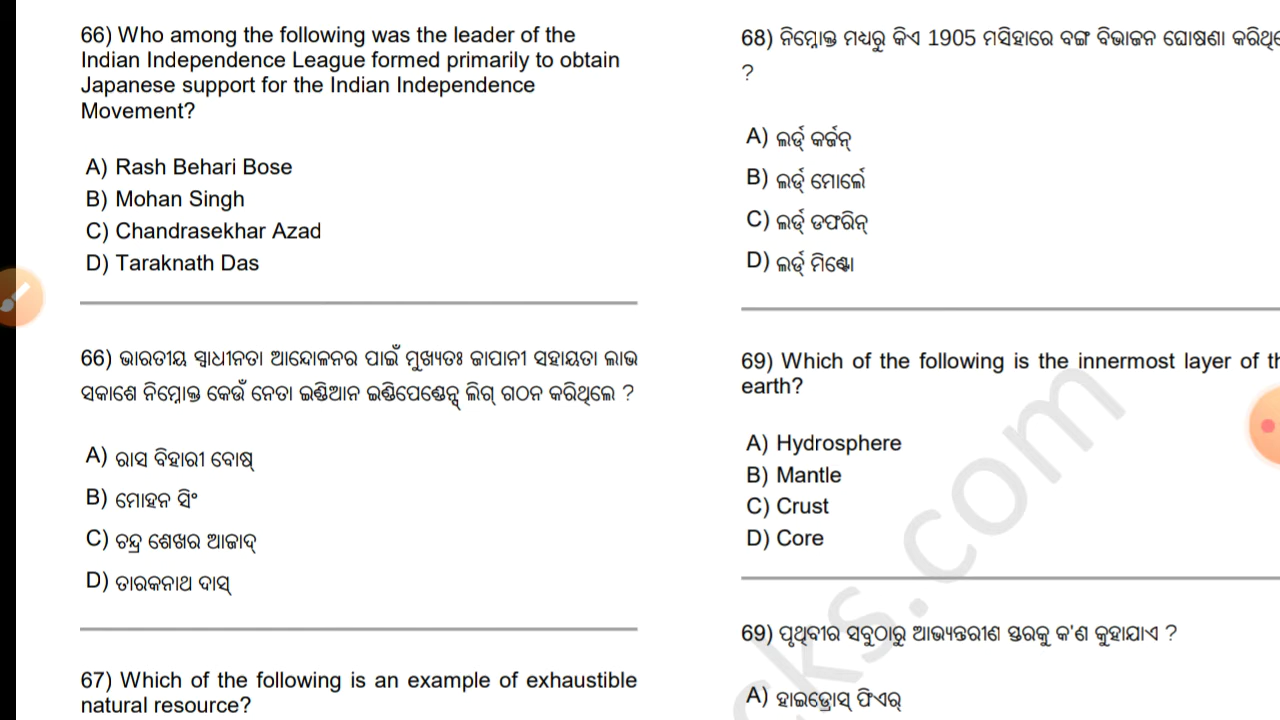 66) Who among the following was the leader of the
Indian Independence League formed primarily to obtain
Japanese support for the Indian Independence
Movement?
A) Rash Behari Bose
B) Mohan Singh
C) Chandrasekhar Azad
D) Taraknath Das
66) ଭାରତୀୟ ସ୍ୱାଧୀନତା ଆନ୍ଦୋଳନର ପାଇଁ ମୁଖ୍ୟତଃ ଜାପାନୀ ସହାୟତା ଲାଭ
ସକାଶେ ନିମ୍ନୋକ୍ତ କେଉଁ ନେତା ଇଣ୍ଡିଆନ ଇଣ୍ଡିପେଣ୍ଡେନ୍ସ ଲିଗ୍ ଗଠନ କରିଥିଲେ ?
A) ରାସ ବିହାରୀ ବୋଷ୍
B) ମୋହନ ସିଂ
C) ଚନ୍ଦ୍ର ଶେଖର ଆଜାଦ୍
D) ତାରକନାଥ ଦାସ୍
67) Which of the following is an example of exhaustible
natural resource?
68) ନିମ୍ନୋକ୍ତ ମଧ୍ୟରୁ କିଏ 1905 ମସିହାରେ ବଙ୍ଗ ବିଭାଜନ ଘୋଷଣା
?
A) ଲର୍ଡ୍ କର୍ଜନ୍
B) ଲର୍ଡ୍ ମୋର୍ଲେ
C) ଲର୍ଡ୍ ଡଫରିନ୍
D) ଲର୍ଡ୍ ମିଣ୍ଟୋ
69) Which of the following is the innermost layer of
earth?
A) Hydrosphere
B) Mantle
C) Crust
D) Core
69) ପୃଥିବୀର ସବୁଠାରୁ ଆଭ୍ୟନ୍ତରୀଣ ସ୍ତରକୁ କ'ଣ କୁହାଯାଏ ?
A) ହାଇଡ୍ରୋସ୍ ଫିଏର୍
cks.com